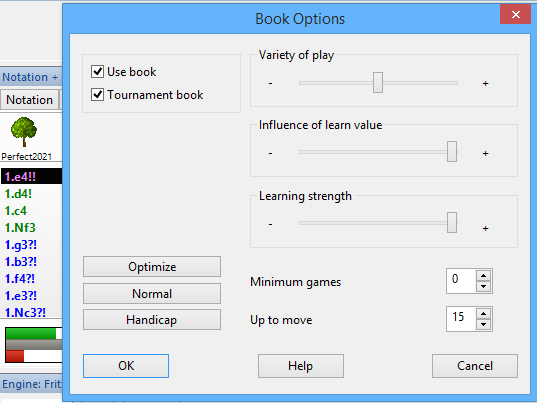 Book Options
Notation +
Notation
Perfect2021
1.e4!!
1.d4!
1.c4
1.Nf3
1.g3?!
1.b3?!
1.f4?!
1.e3?!
1.Nc3?!
Engine: Frit
Use book
Tournament book
Optimize
Normal
Handicap
Variety of play
- +
Influence of learn value
- +
Learning strength
- +
Minimum games 0
Up to move 15
OK
Help
Cancel